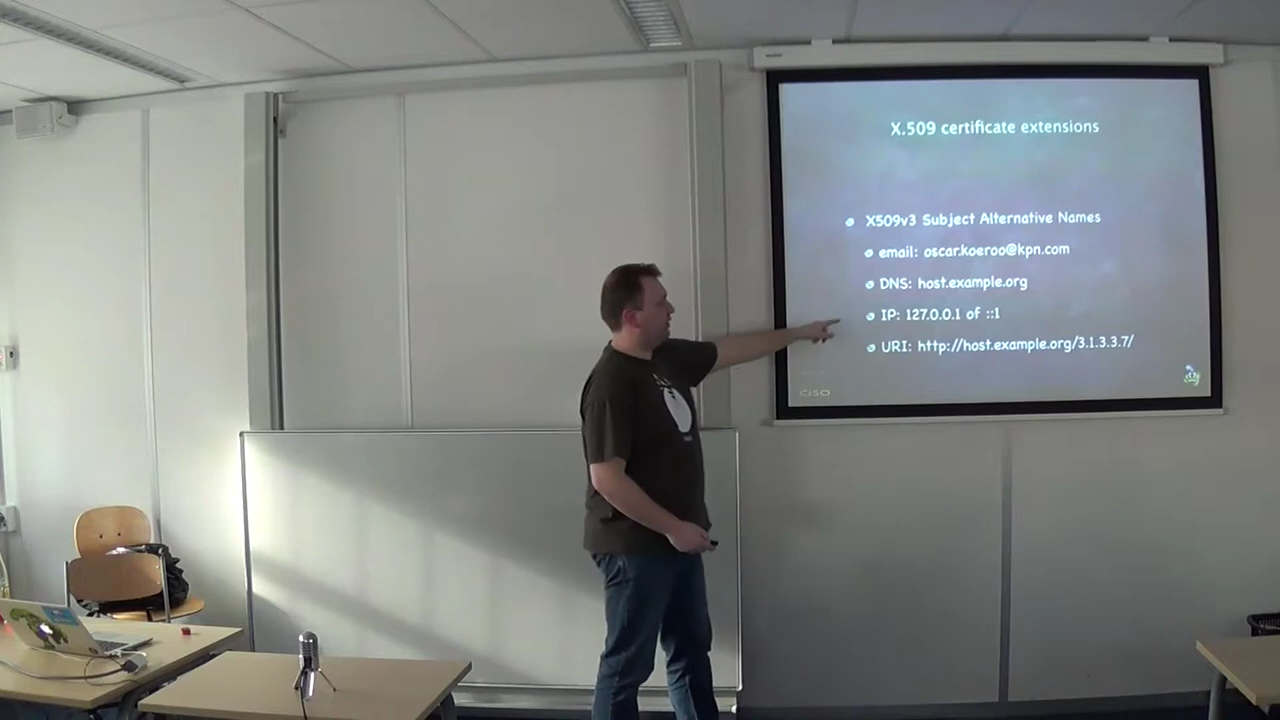 X.509 certificate extensions
X509v3 Subject Alternative Names
email: oscar.koeroo@kpn.com
DNS: host.example.org
IP: 127.0.0.1 of ::1
URI: http://host.example.org/3.1.3.3.7/
CISO